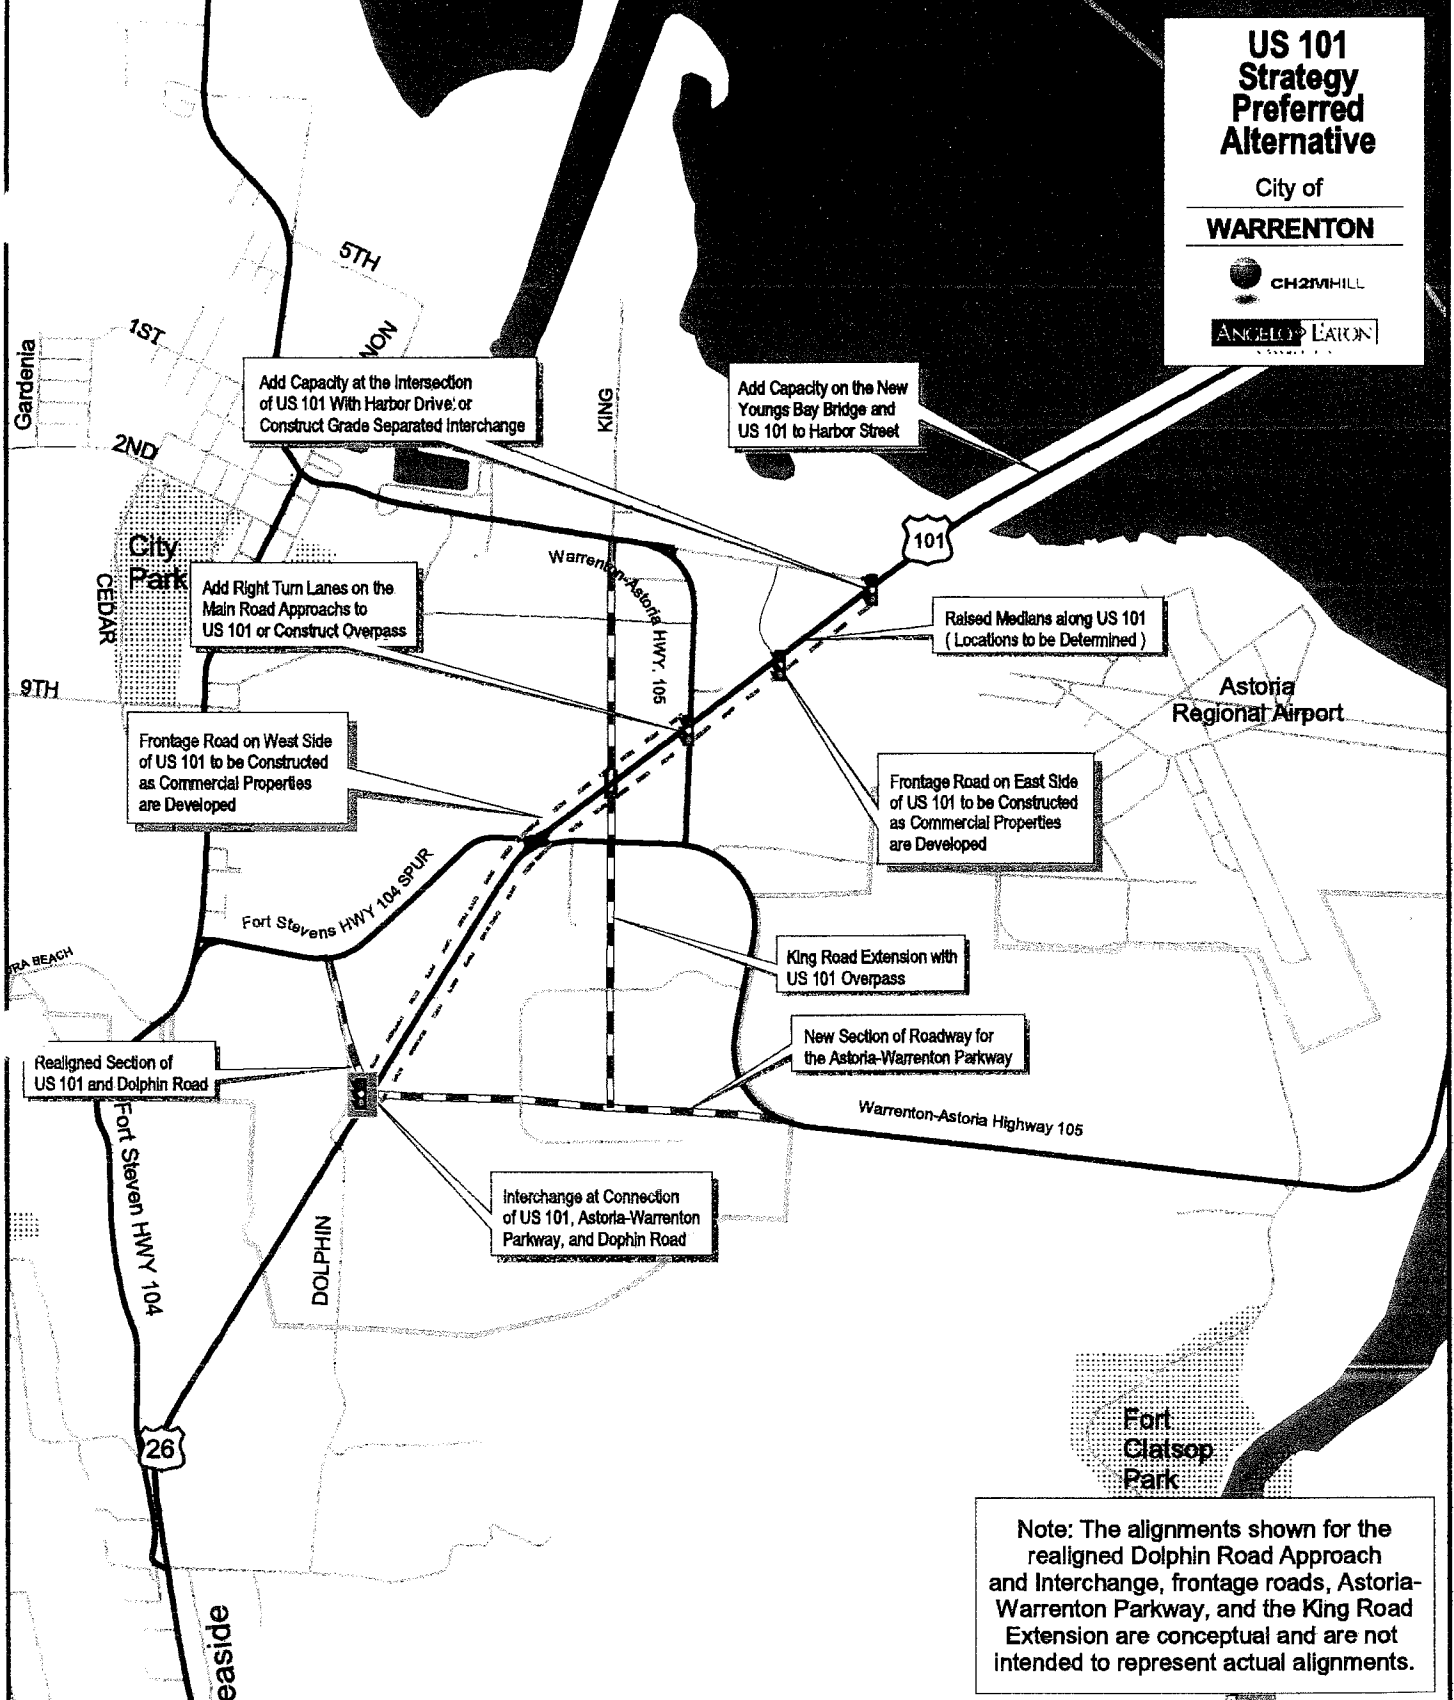 US 101
Strategy
Preferred
Alternative
City of
WARRENTON
CH2MHILL
ANGELO EATON
5TH
1ST
NON
Gardenia
KING
Add Capacity at the Intersection
of US 101 With Harbor Drive; or
Construct Grade Separated Interchange
Add Capacity on the New
Youngs Bay Bridge and
US 101 to Harbor Street
2ND
101
City
Park
CEDAR
Warrenton-Astoria HWY. 105
Add Right Turn Lanes on the
Main Road Approachs to
US 101 or Construct Overpass
Raised Medians along US 101
( Locations to be Determined )
9TH
Astoria
Regional Airport
Frontage Road on West Side
of US 101 to be Constructed
as Commercial Properties
are Developed
Frontage Road on East Side
of US 101 to be Constructed
as Commercial Properties
are Developed
Fort Stevens HWY 104 SPUR
RA BEACH
King Road Extension with
US 101 Overpass
New Section of Roadway for
the Astoria-Warrenton Parkway
Realigned Section of
US 101 and Dolphin Road
Warrenton-Astoria Highway 105
Fort Steven HWY 104
Interchange at Connection
of US 101, Astoria-Warrenton
Parkway, and Dophin Road
DOLPHIN
26
Fort
Clatsop
Park
Note: The alignments shown for the
realigned Dolphin Road Approach
and Interchange, frontage roads, Astoria-
Warrenton Parkway, and the King Road
Extension are conceptual and are not
intended to represent actual alignments.
easide